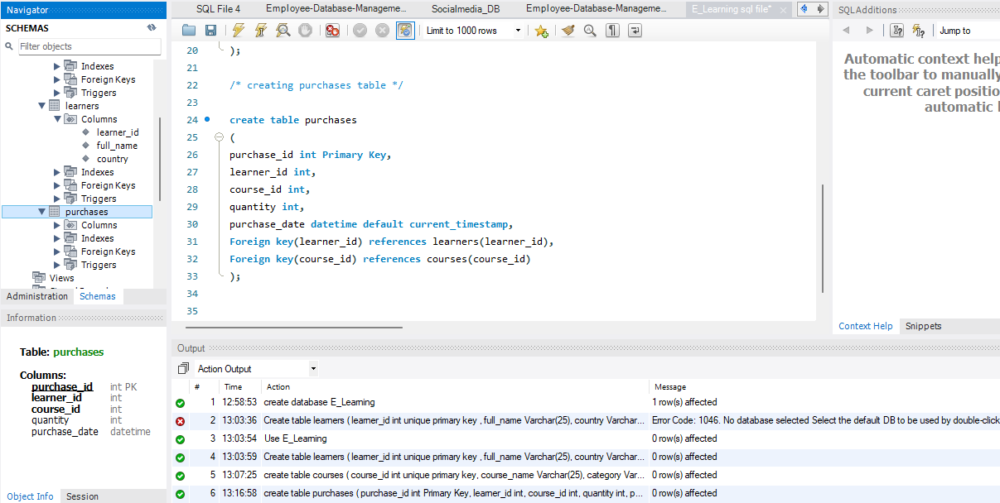 Navigator
SCHEMAS
Filter objects
Indexes
Foreign Keys
Triggers
learners
Columns
learner_id
full_name
country
Indexes
Foreign Keys
Triggers
purchases
Columns
Indexes
Foreign Keys
Triggers
Views
Administration Schemas
Information
Table: purchases
Columns:
purchase_id int PK
learner_id int
course_id int
quantity int
purchase_date datetime
Object Info Session
SQL File 4 Employee-Database-Manageme... Socialmedia_DB Employee-Database-Manageme... E_Learning sql file*
Limit to 1000 rows
20 );
21
22 /* creating purchases table */
23
24 create table purchases
25 (
26 purchase_id int Primary Key,
27 learner_id int,
28 course_id int,
29 quantity int,
30 purchase_date datetime default current_timestamp,
31 Foreign key(learner_id) references learners(learner_id),
32 Foreign key(course_id) references courses(course_id)
33 );
34
35
SQLAdditions
Jump to
Automatic context help
the toolbar to manually
current caret positio
automatic
Context Help Snippets
Output
Action Output
# Time Action Message
1 12:58:53 create database E_Learning 1 row(s) affected
2 13:03:36 Create table learners ( learner_id int unique primary key , full_name Varchar(25), country Varchar... Error Code: 1046. No database selected Select the default DB to be used by double-click
3 13:03:54 Use E_Learning 0 row(s) affected
4 13:03:59 Create table learners ( learner_id int unique primary key , full_name Varchar(25), country Varchar... 0 row(s) affected
5 13:07:25 create table courses ( course_id int unique primary key, course_name Varchar(25), category Var... 0 row(s) affected
6 13:16:58 create table purchases ( purchase_id int Primary Key, learner_id int, course_id int, quantity int, p... 0 row(s) affected